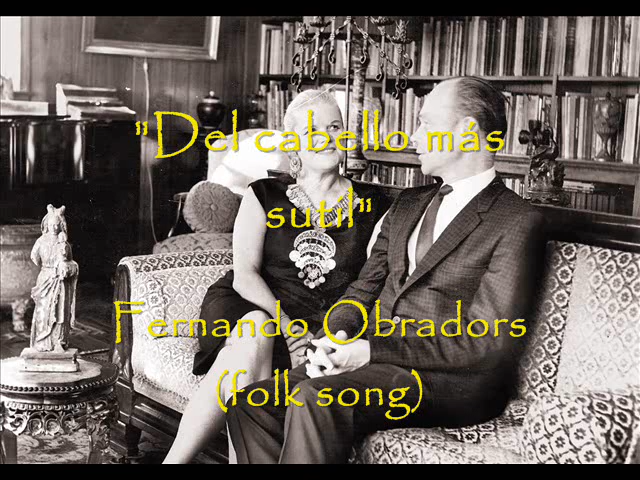 "Del cabello más
sutil"
Fernando Obradors
(folk song)